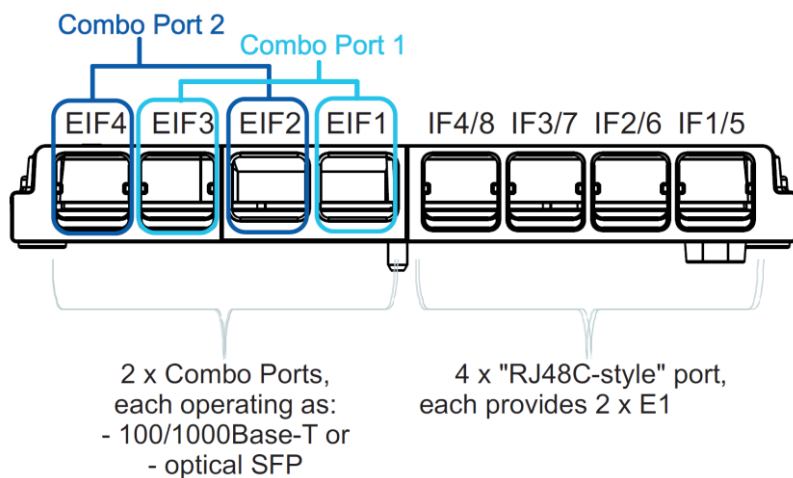 Combo Port 2
Combo Port 1
EIF4 EIF3 EIF2 EIF1 IF4/8 IF3/7 IF2/6 IF1/5
2 x Combo Ports,
each operating as:
- 100/1000Base-T or
- optical SFP
4 x "RJ48C-style" port,
each provides 2 x E1